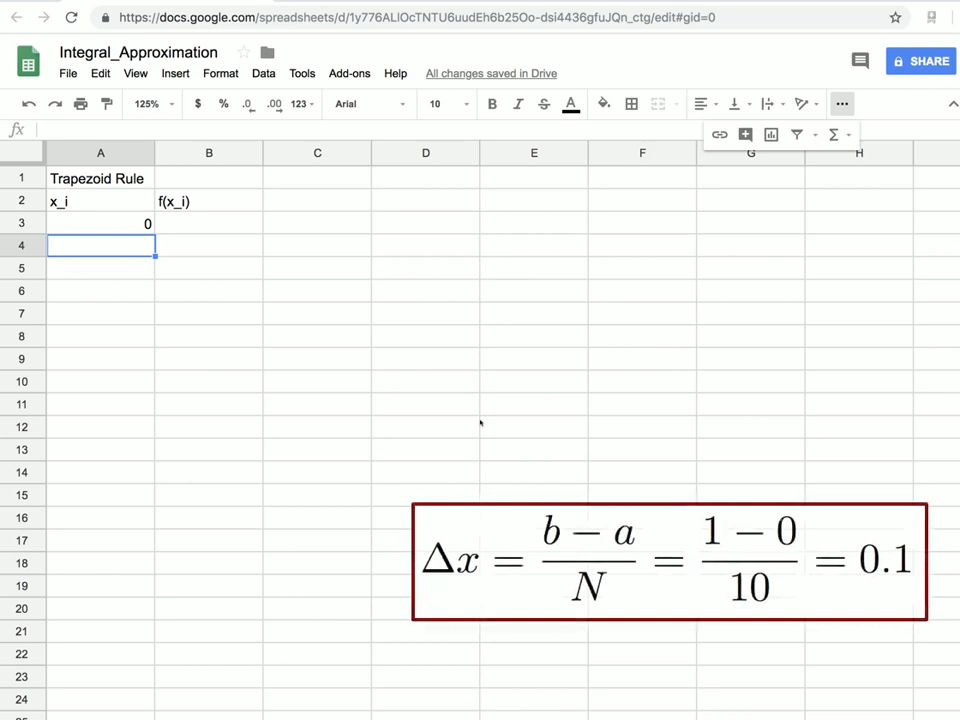 https://docs.google.com/spreadsheets/d/1y776ALlOcTNTU6uudEh6b25Oo-dsi4436gfuJQn_ctg/edit#gid=0
Integral_Approximation
File Edit View Insert Format Data Tools Add-ons Help All changes saved in Drive
SHARE
125% $ % .0 .00 123 Arial 10 B I S A
fx
A B C D E F G H
1 Trapezoid Rule
2 x_i f(x_i)
3 0
4
5
6
7
8
9
10
11
12
13
14
15
16
17
18
19
20
21
22
23
24
Δx = b − a / N = 1 − 0 / 10 = 0.1